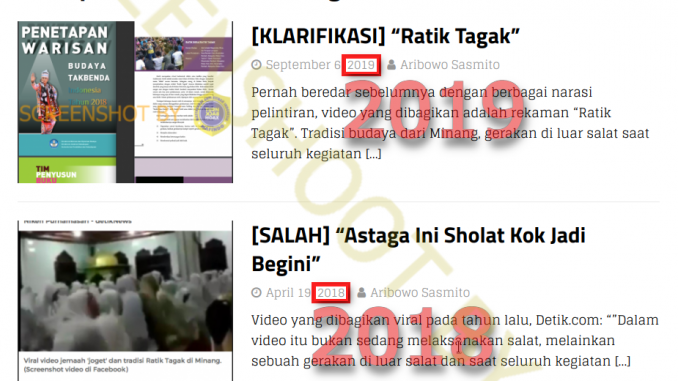 PENETAPAN
WARISAN
BUDAYA
TAKBENDA
Indonesia
2018
TIM
PENYUSUN
BUKU
SCREENSHOT BY
[KLARIFIKASI] “Ratik Tagak”
September 6, 2019 Aribowo Sasmito
2019
Pernah beredar sebelumnya dengan berbagai narasi
pelintiran, video yang dibagikan adalah rekaman “Ratik
Tagak”. Tradisi budaya dari Minang, gerakan di luar salat saat
seluruh kegiatan [...]
Niken Purnamasari - detikNews
Viral video jemaah 'joget' dan tradisi Ratik Tagak di Minang.
(Screenshot video di Facebook)
[SALAH] “Astaga Ini Sholat Kok Jadi
Begini”
April 19, 2018 Aribowo Sasmito
2018
Video yang dibagikan viral pada tahun lalu, Detik.com: “”Dalam
video itu bukan sedang melaksanakan salat, melainkan
sebuah gerakan di luar salat dan saat seluruh kegiatan [...]
SCREENSHOOT BY